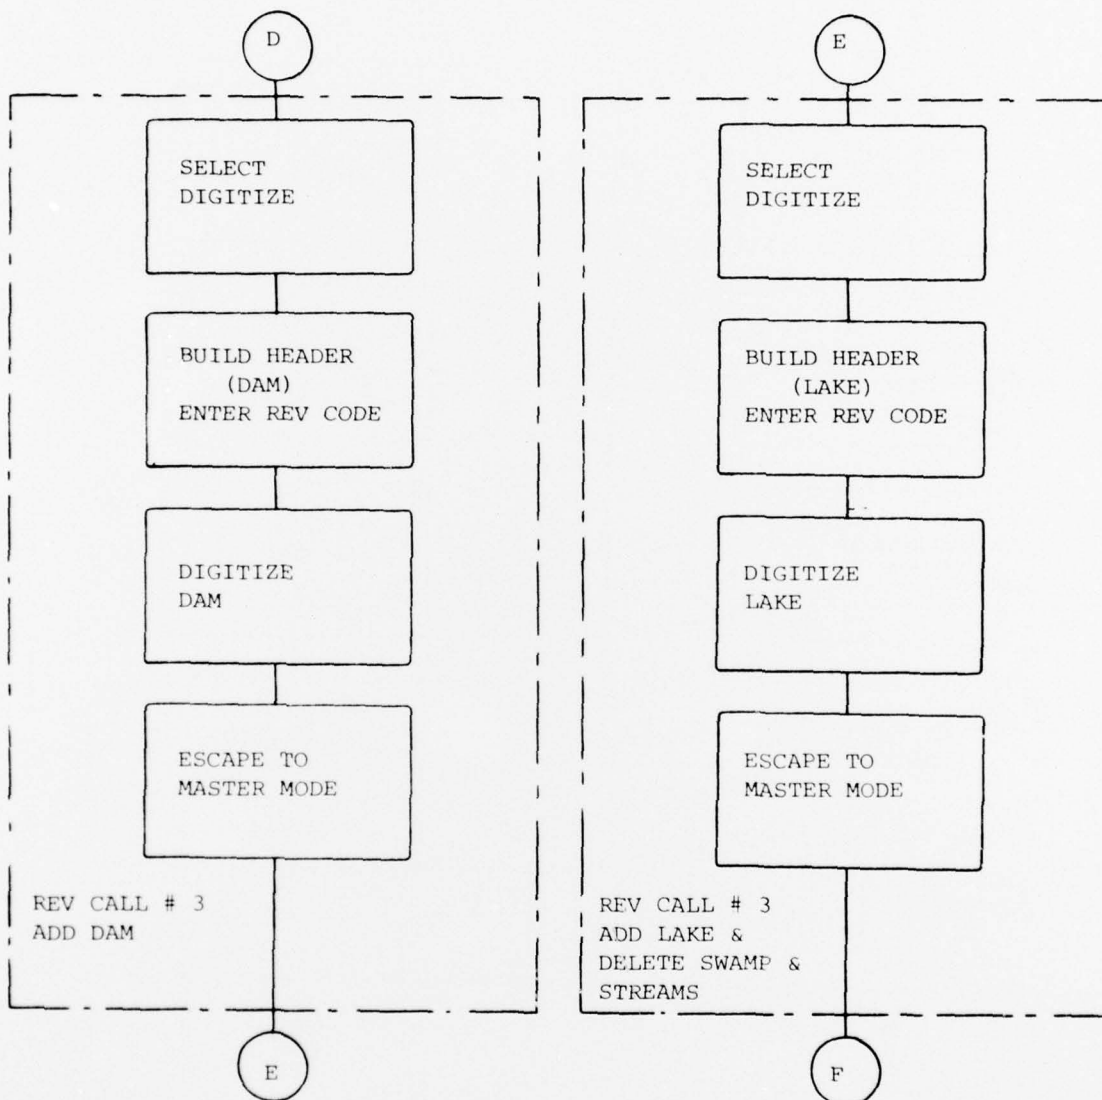 D
SELECT
DIGITIZE
BUILD HEADER
(DAM)
ENTER REV CODE
DIGITIZE
DAM
ESCAPE TO
MASTER MODE
REV CALL # 3
ADD DAM
E
E
SELECT
DIGITIZE
BUILD HEADER
(LAKE)
ENTER REV CODE
DIGITIZE
LAKE
ESCAPE TO
MASTER MODE
REV CALL # 3
ADD LAKE &
DELETE SWAMP &
STREAMS
F